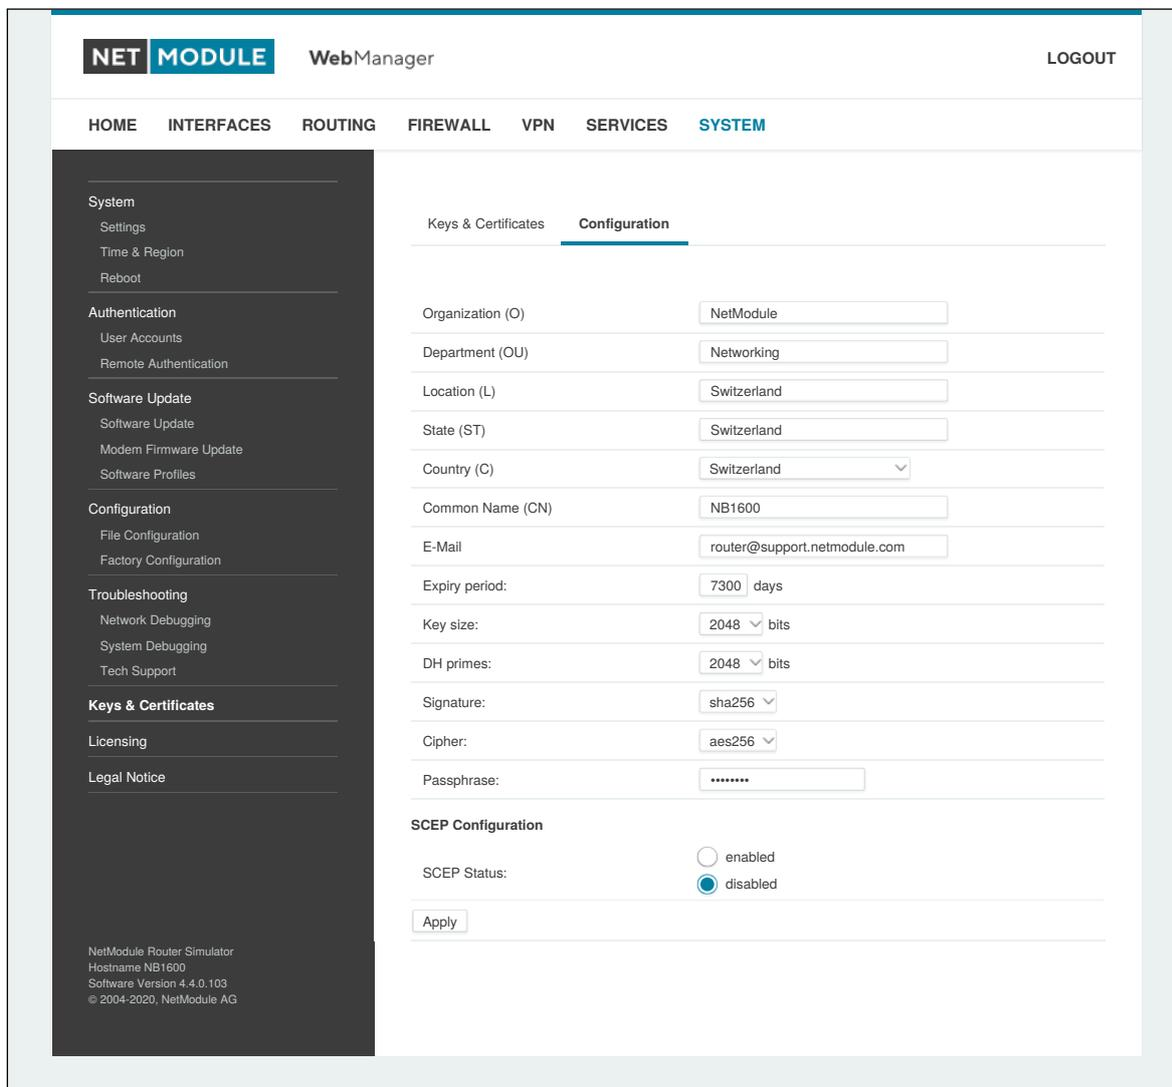 NET MODULE WebManager LOGOUT
HOME INTERFACES ROUTING FIREWALL VPN SERVICES SYSTEM
System
Settings
Time & Region
Reboot
Authentication
User Accounts
Remote Authentication
Software Update
Software Update
Modem Firmware Update
Software Profiles
Configuration
File Configuration
Factory Configuration
Troubleshooting
Network Debugging
System Debugging
Tech Support
Keys & Certificates
Licensing
Legal Notice
NetModule Router Simulator
Hostname NB1600
Software Version 4.4.0.103
© 2004-2020, NetModule AG
Keys & Certificates Configuration
Organization (O) NetModule
Department (OU) Networking
Location (L) Switzerland
State (ST) Switzerland
Country (C) Switzerland
Common Name (CN) NB1600
E-Mail router@support.netmodule.com
Expiry period: 7300 days
Key size: 2048 bits
DH primes: 2048 bits
Signature: sha256
Cipher: aes256
Passphrase: ••••••••
SCEP Configuration
SCEP Status: enabled
disabled
Apply